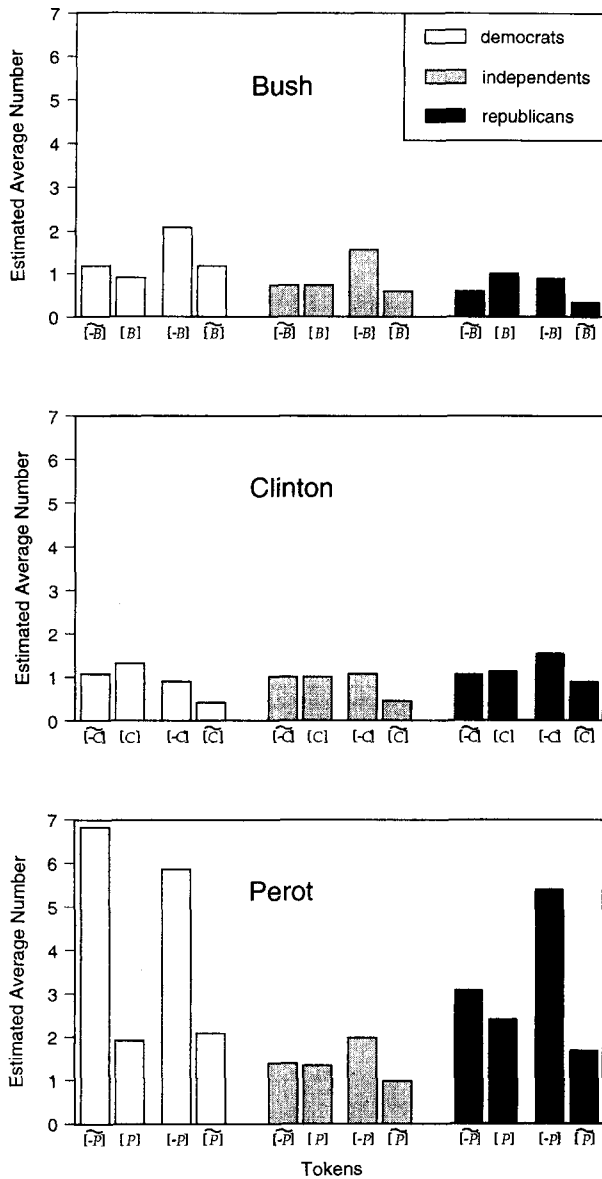 7
6
5
4
3
2
1
0
Estimated Average Number
Bush
democrats
independents
republicans
[-B]~ [B] [-B] [B]~ [-B]~ [B] [-B] [B]~ [-B]~ [B] [-B] [B]~
7
6
5
4
3
2
1
0
Estimated Average Number
Clinton
[-C]~ [C] [-C] [C]~ [-C]~ [C] [-C] [C]~ [-C]~ [C] [-C] [C]~
7
6
5
4
3
2
1
0
Estimated Average Number
Perot
[-P]~ [P] [-P] [P]~ [-P]~ [P] [-P] [P]~ [-P]~ [P] [-P] [P]~
Tokens